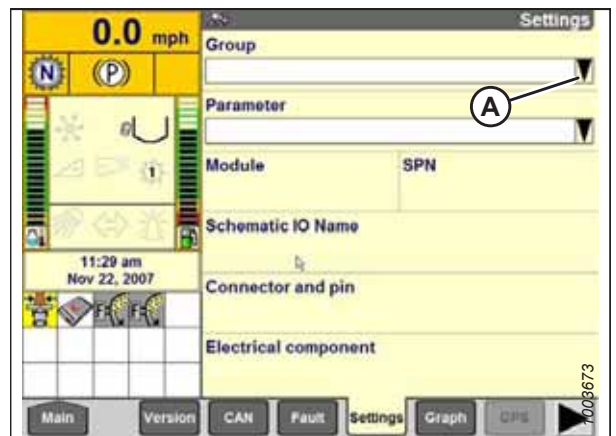 0.0 mph
Settings
Group
N
(P)
A
Parameter
1
Module SPN
Schematic IO Name
11:29 am
Nov 22, 2007
Connector and pin
F F
Electrical component
1003673
Main Version CAN Fault Settings Graph GPS